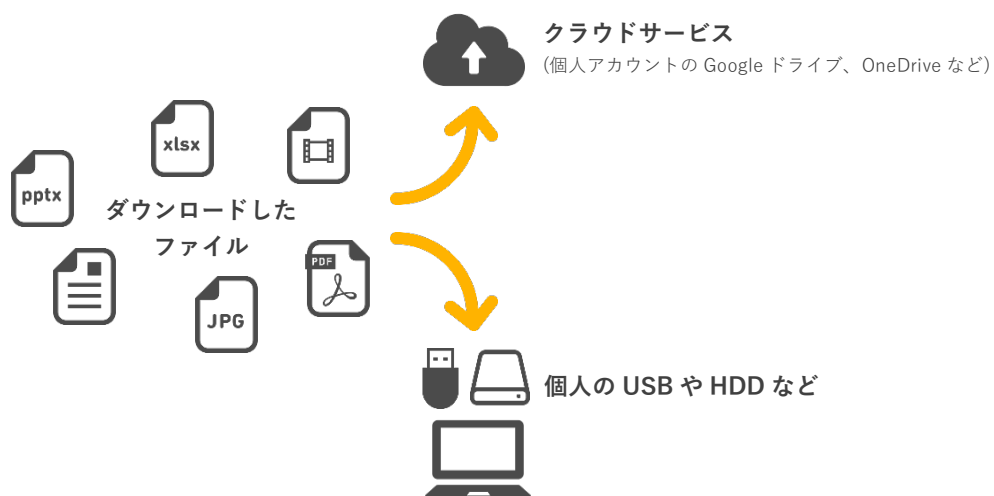 クラウドサービス
(個人アカウントの Google ドライブ、OneDrive など)
xlsx
pptx
ダウンロードした
ファイル
PDF
JPG
個人の USB や HDD など